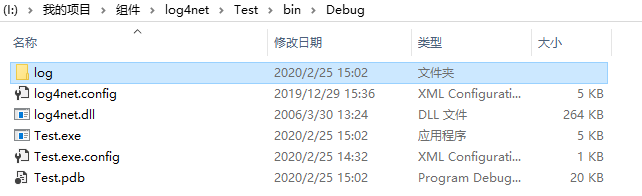 (I:) › 我的项目 › 组件 › log4net › Test › bin › Debug
名称 修改日期 类型 大小
log 2020/2/25 15:02 文件夹
log4net.config 2019/12/29 15:36 XML Configurati... 5 KB
log4net.dll 2006/3/30 13:24 DLL 文件 264 KB
Test.exe 2020/2/25 15:02 应用程序 5 KB
Test.exe.config 2020/2/25 14:32 XML Configurati... 1 KB
Test.pdb 2020/2/25 15:02 Program Debug... 20 KB